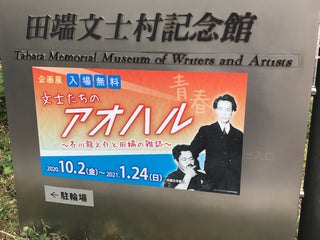 田端文士村記念館
Tabata Memorial Museum of Writers and Artists
企画展 入場無料
青春
文士たちの
アオハル
～芥川龍之介と田端の雑誌～
2020.10.2(金)～2021.1.24(日)
← 駐輪場